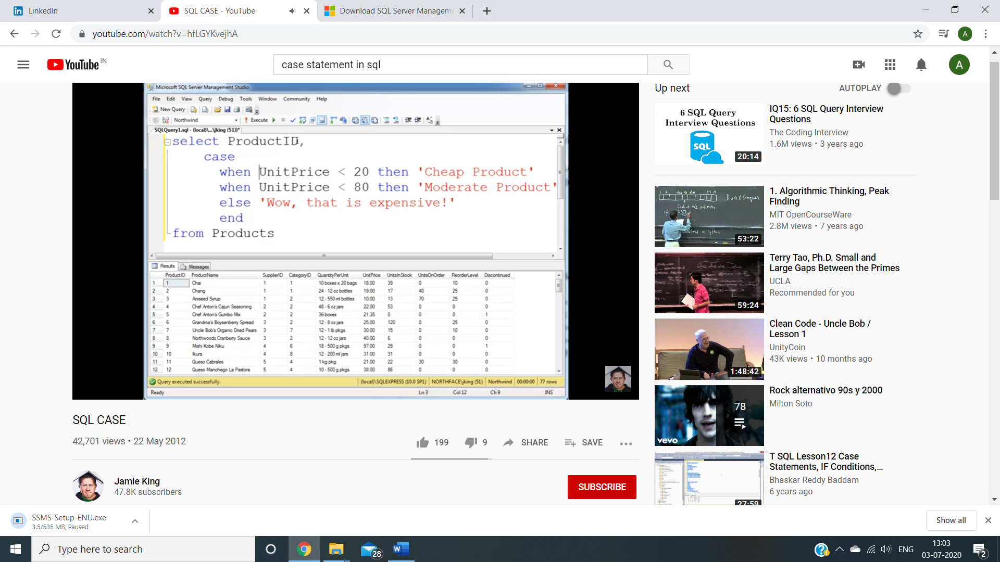 LinkedIn
SQL CASE - YouTube
Download SQL Server Managem
youtube.com/watch?v=hfLGYKvejhA
A
YouTube IN
case statement in sql
A
Microsoft SQL Server Management Studio
File Edit View Query Debug Tools Window Community Help
New Query
Northwind Execute
SQLQuery1.sql - (local)\...\jking (51))*
select ProductID,
case
when UnitPrice < 20 then 'Cheap Product'
when UnitPrice < 80 then 'Moderate Product'
else 'Wow, that is expensive!'
end
from Products
Results Messages
ProductID ProductName SupplierID CategoryID QuantityPerUnit UnitPrice UnitsInStock UnitsOnOrder ReorderLevel Discontinued
1 1 Chai 1 1 10 boxes x 20 bags 18.00 39 0 10 0
2 2 Chang 1 1 24 - 12 oz bottles 19.00 17 40 25 0
3 3 Aniseed Syrup 1 2 12 - 550 ml bottles 10.00 13 70 25 0
4 4 Chef Anton's Cajun Seasoning 2 2 48 - 6 oz jars 22.00 53 0 0 0
5 5 Chef Anton's Gumbo Mix 2 2 36 boxes 21.35 0 0 0 1
6 6 Grandma's Boysenberry Spread 3 2 12 - 8 oz jars 25.00 120 0 25 0
7 7 Uncle Bob's Organic Dried Pears 3 7 12 - 1 lb pkgs. 30.00 15 0 10 0
8 8 Northwoods Cranberry Sauce 3 2 12 - 12 oz jars 40.00 6 0 0 0
9 9 Mishi Kobe Niku 4 6 18 - 500 g pkgs. 97.00 29 0 0 1
10 10 Ikura 4 8 12 - 200 ml jars 31.00 31 0 0 0
11 11 Queso Cabrales 5 4 1 kg pkg. 21.00 22 30 30 0
12 12 Queso Manchego La Pastora 5 4 10 - 500 g pkgs. 38.00 86 0 0 0
Query executed successfully. (local)\SQLEXPRESS (10.0 SP1) NORTHFACE\jking (51) Northwind 00:00:00 77 rows
Ready Ln 3 Col 12 Ch 9 INS
SQL CASE
42,701 views • 22 May 2012
199 9 SHARE SAVE
Jamie King
47.8K subscribers
SUBSCRIBE
Up next AUTOPLAY
6 SQL Query
Interview Questions
SQL
20:14
IQ15: 6 SQL Query Interview
Questions
The Coding Interview
1.6M views • 3 years ago
Divide & Conquer
Look at n/2 position
53:22
1. Algorithmic Thinking, Peak
Finding
MIT OpenCourseWare
2.8M views • 7 years ago
59:24
Terry Tao, Ph.D. Small and
Large Gaps Between the Primes
UCLA
Recommended for you
1:48:42
Clean Code - Uncle Bob /
Lesson 1
UnityCoin
43K views • 10 months ago
78
vevo
Rock alternativo 90s y 2000
Milton Soto
27:59
T SQL Lesson12 Case
Statements, IF Conditions,...
Bhaskar Reddy Baddam
6 years ago
SSMS-Setup-ENU.exe
3.5/535 MB, Paused
Show all
Type here to search
28
W
ENG
13:03
03-07-2020
2